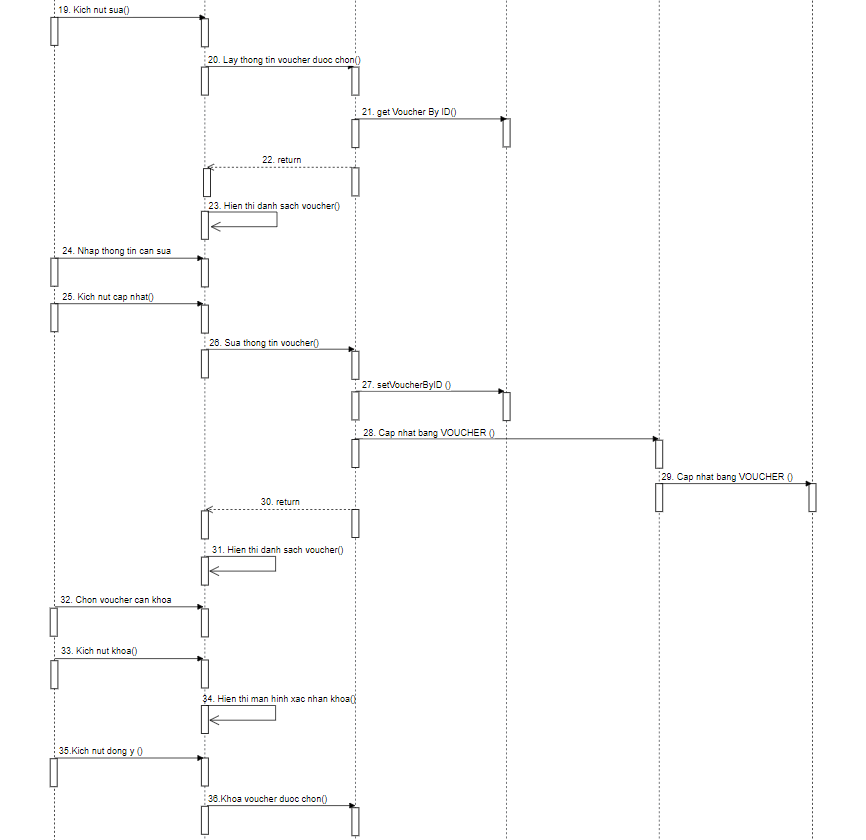 19. Kich nut sua()
20. Lay thong tin voucher duoc chon()
21. get Voucher By ID()
22. return
23. Hien thi danh sach voucher()
24. Nhap thong tin can sua
25. Kich nut cap nhat()
26. Sua thong tin voucher()
27. setVoucherByID ()
28. Cap nhat bang VOUCHER ()
29. Cap nhat bang VOUCHER ()
30. return
31. Hien thi danh sach voucher()
32. Chon voucher can khoa
33. Kich nut khoa()
34. Hien thi man hinh xac nhan khoa()
35.Kich nut dong y ()
36.Khoa voucher duoc chon()